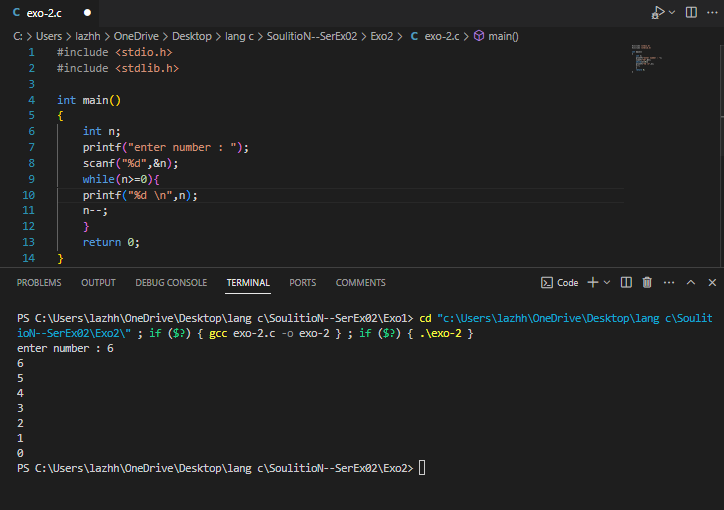 exo-2.c
C: > Users > lazhh > OneDrive > Desktop > lang c > SoulitioN--SerEx02 > Exo2 > C exo-2.c > main()
1 #include <stdio.h>
2 #include <stdlib.h>
3
4 int main()
5 {
6 int n;
7 printf("enter number : ");
8 scanf("%d",&n);
9 while(n>=0){
10 printf("%d \n",n);
11 n--;
12 }
13 return 0;
14 }
PROBLEMS OUTPUT DEBUG CONSOLE TERMINAL PORTS COMMENTS Code
PS C:\Users\lazhh\OneDrive\Desktop\lang c\SoulitioN--SerEx02\Exo1> cd "c:\Users\lazhh\OneDrive\Desktop\lang c\Soulit
ioN--SerEx02\Exo2\" ; if ($?) { gcc exo-2.c -o exo-2 } ; if ($?) { .\exo-2 }
enter number : 6
6
5
4
3
2
1
0
PS C:\Users\lazhh\OneDrive\Desktop\lang c\SoulitioN--SerEx02\Exo2>